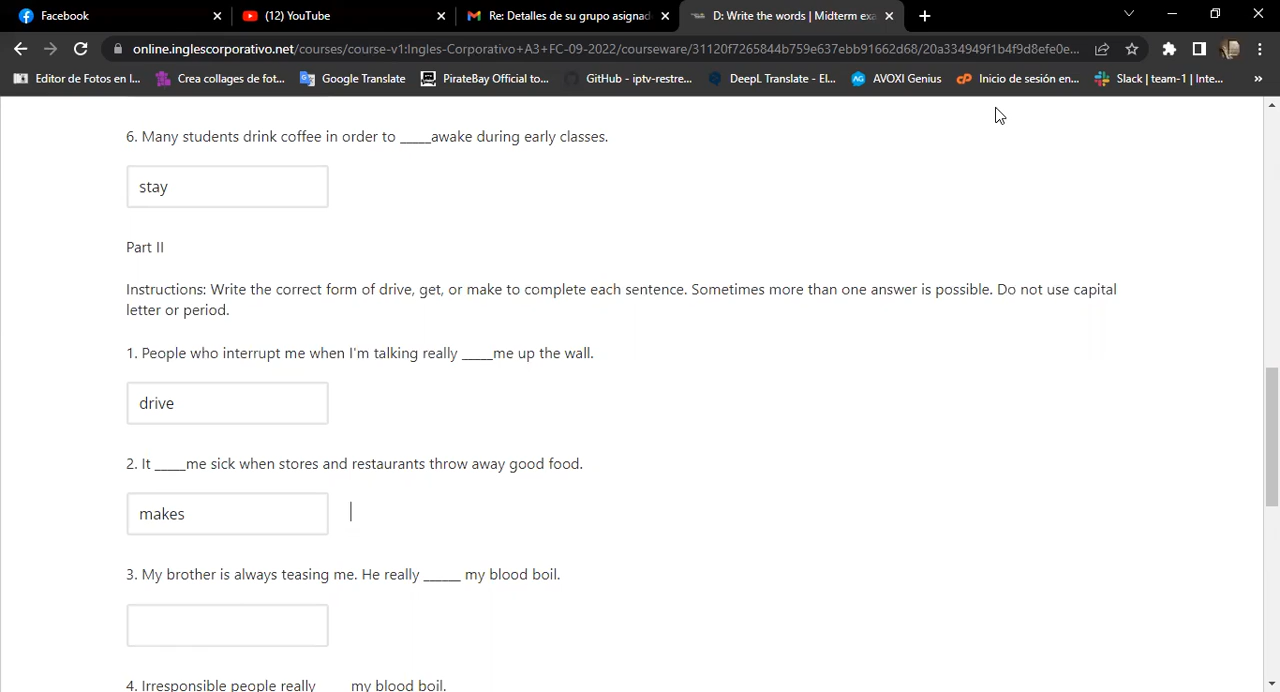 Facebook
(12) YouTube
Re: Detalles de su grupo asignad
D: Write the words | Midterm exa
online.inglescorporativo.net/courses/course-v1:Ingles-Corporativo+A3+FC-09-2022/courseware/31120f7265844b759e637ebb91662d68/20a334949f1b4f9d8efe0e...
Editor de Fotos en l...
Crea collages de fot...
Google Translate
PirateBay Official to...
GitHub - iptv-restre...
DeepL Translate - El...
AVOXI Genius
Inicio de sesión en...
Slack | team-1 | Inte...
6. Many students drink coffee in order to _____awake during early classes.
stay
Part II
Instructions: Write the correct form of drive, get, or make to complete each sentence. Sometimes more than one answer is possible. Do not use capital
letter or period.
1. People who interrupt me when I'm talking really _____me up the wall.
drive
2. It _____me sick when stores and restaurants throw away good food.
makes
3. My brother is always teasing me. He really ______ my blood boil.
4. Irresponsible people really _____ my blood boil.